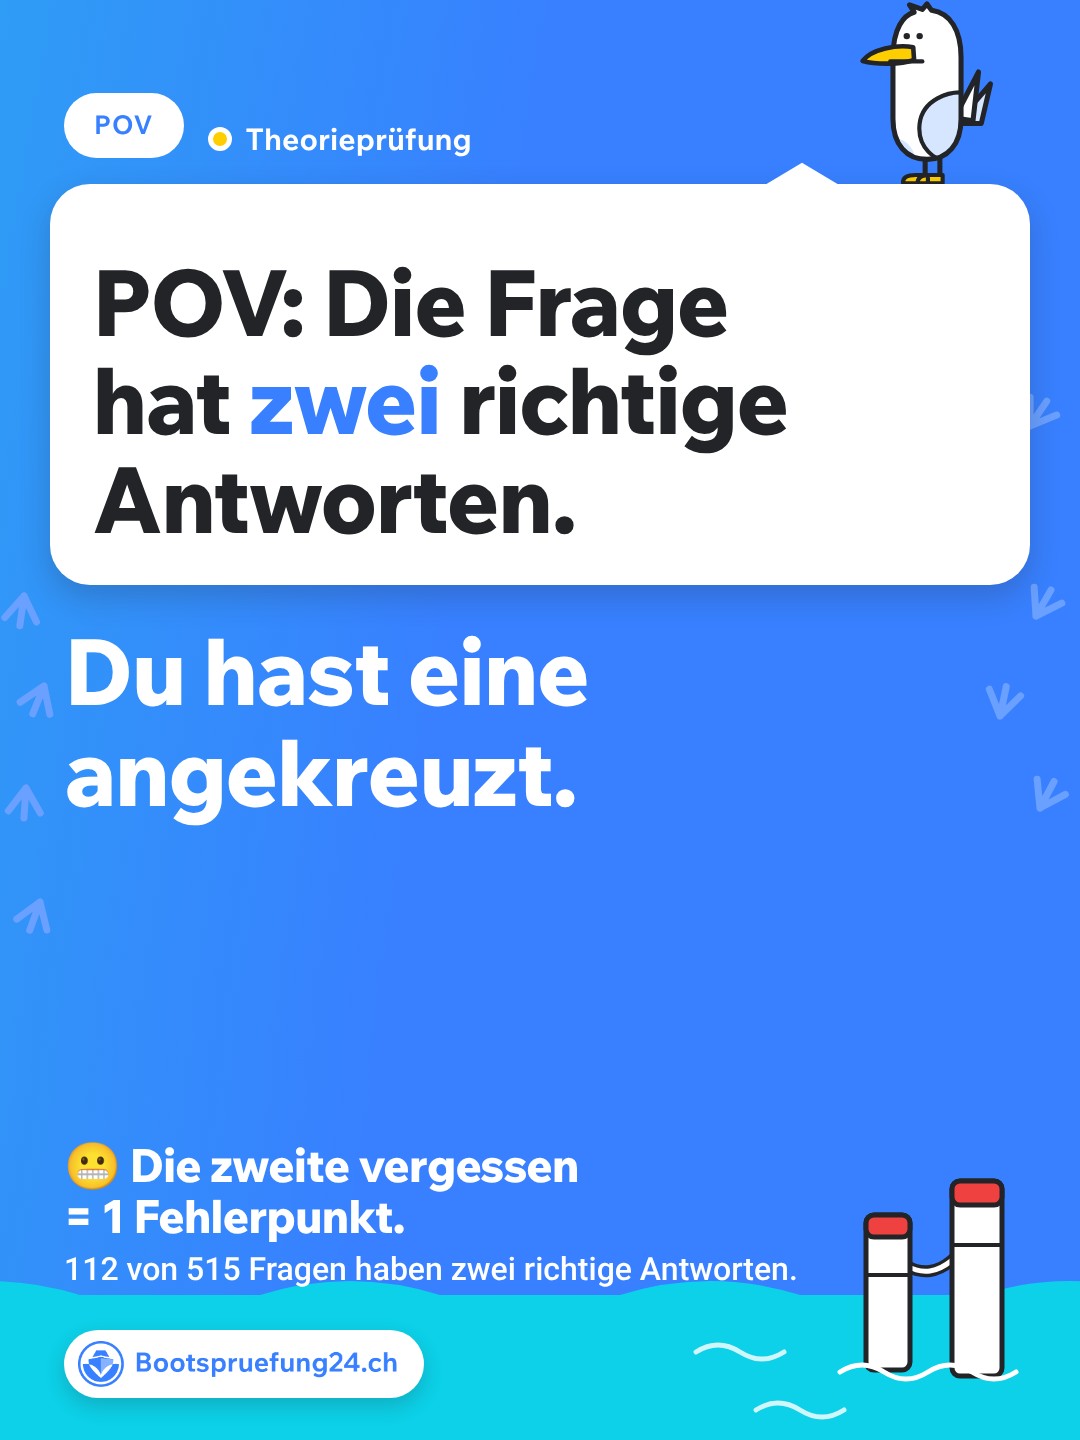 POV
Theorieprüfung
POV: Die Frage
hat zwei richtige
Antworten.
Du hast eine
angekreuzt.
😬 Die zweite vergessen
= 1 Fehlerpunkt.
112 von 515 Fragen haben zwei richtige Antworten.
Bootspruefung24.ch